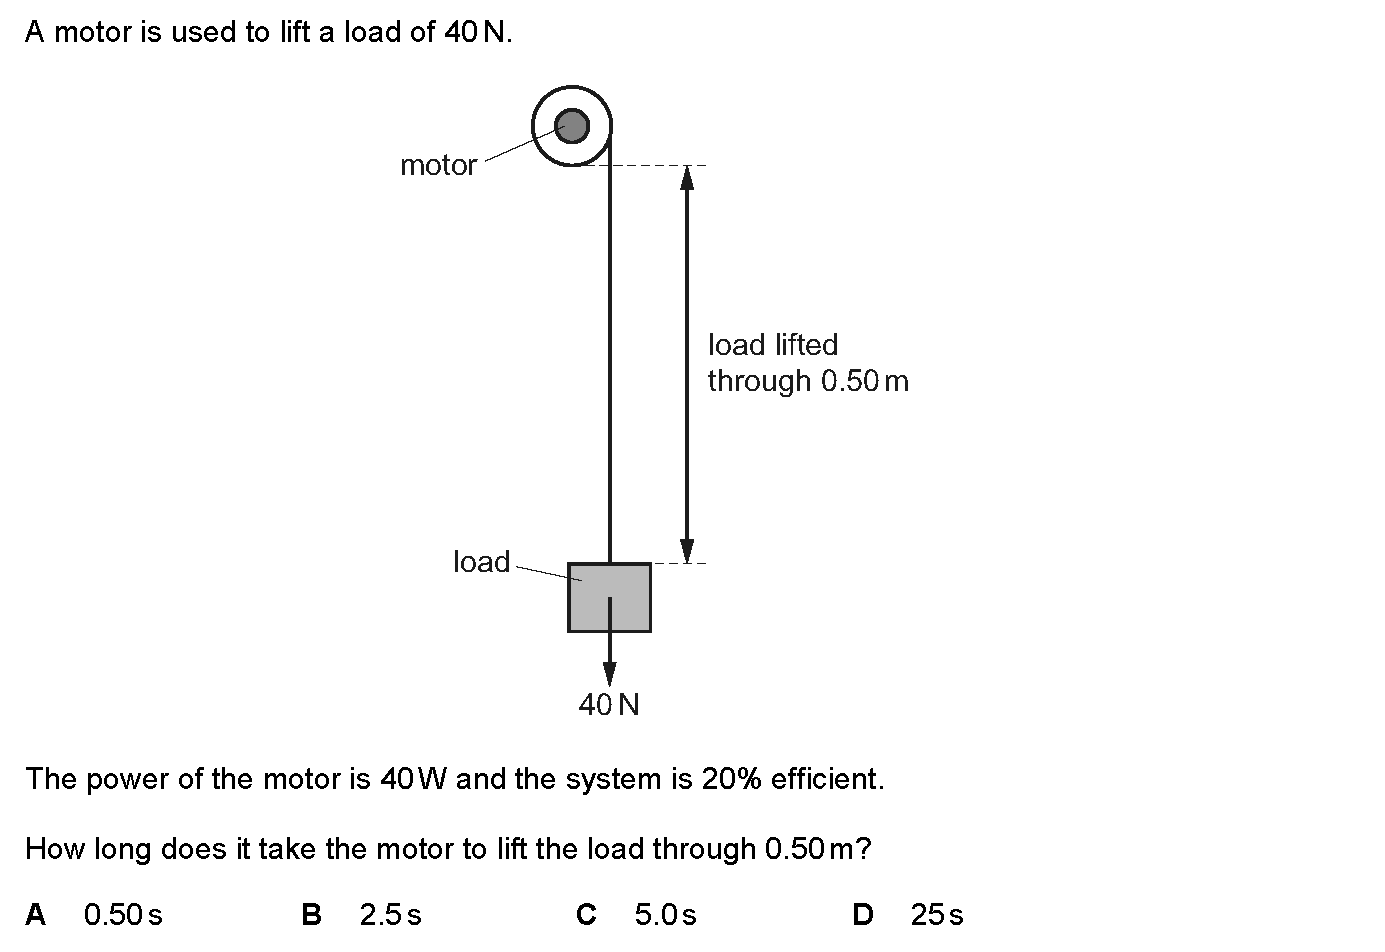 A motor is used to lift a load of 40 N.
motor
load lifted
through 0.50 m
load
40 N
The power of the motor is 40 W and the system is 20% efficient.
How long does it take the motor to lift the load through 0.50 m?
A 0.50 s B 2.5 s C 5.0 s D 25 s